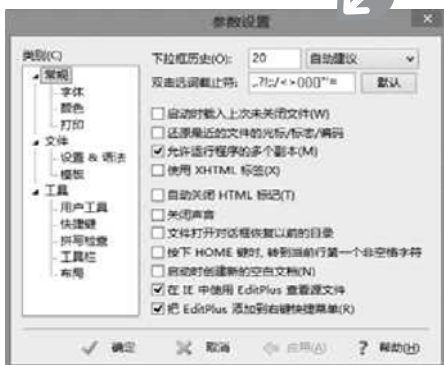 参数设置
类别(C)
常规
字体
颜色
打印
文件
设置 & 语法
模板
工具
用户工具
快捷键
拼写检查
工具栏
布局
下拉框历史(O): 20 自动建议
双击选词截止符: 默认
启动时载入上次未关闭文件(W)
还原最近的文件的光标/标志/编码
允许运行程序的多个副本(M)
使用 XHTML 标签(X)
自动关闭 HTML 标记(T)
关闭声音
文件打开对话框恢复以前的目录
按下 HOME 键时, 转到当前行第一个非空格字符
启动时创建新的空白文档(N)
在 IE 中使用 EditPlus 查看源文件
把 EditPlus 添加到右键快捷菜单(R)
确定 取消 应用(A) 帮助(H)